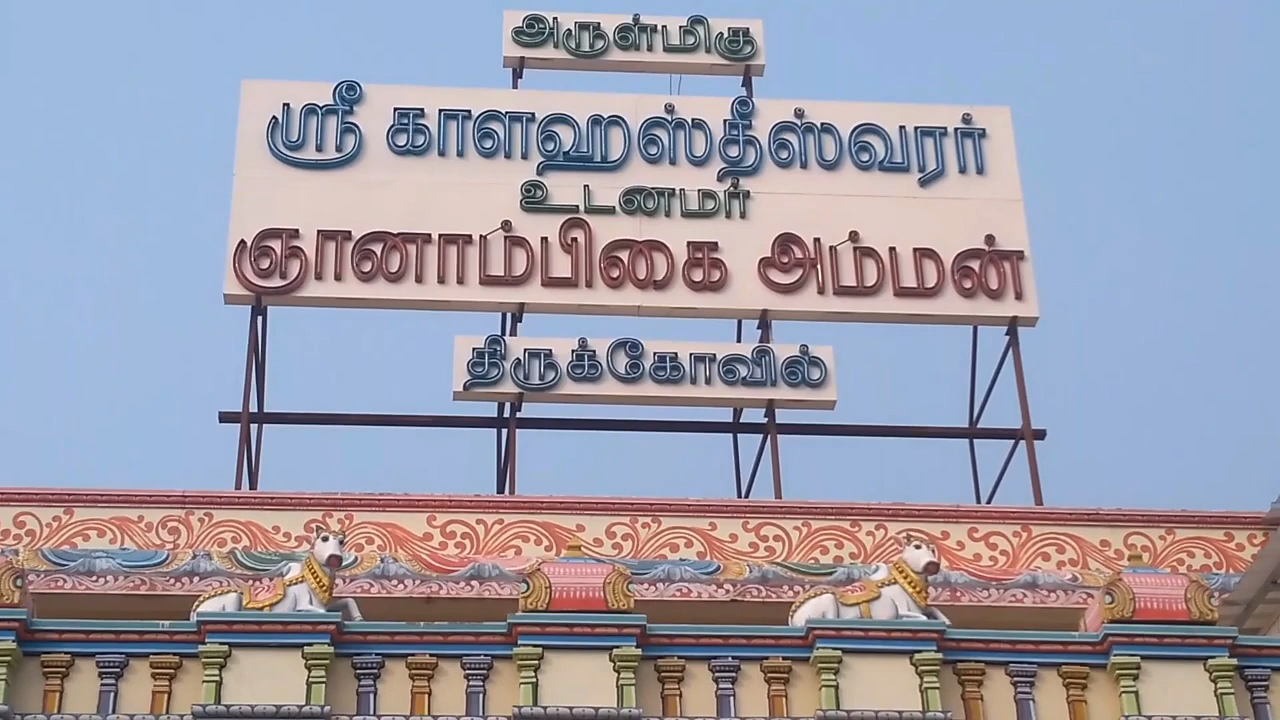 அருள்மிகு
ஸ்ரீ காளஹஸ்தீஸ்வரர்
உடனமர்
ஞானாம்பிகை அம்மன்
திருக்கோவில்